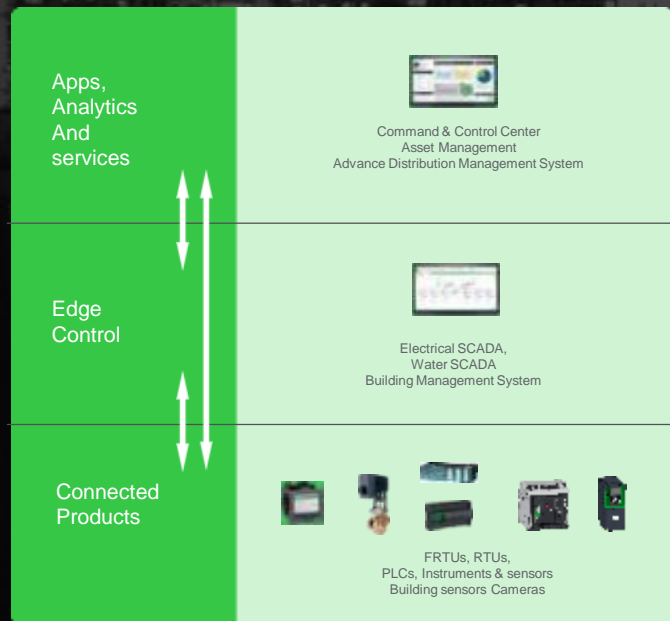 Apps,
Analytics
And
services
Command & Control Center
Asset Management
Advance Distribution Management System
Edge
Control
Electrical SCADA,
Water SCADA
Building Management System
Connected
Products
FRTUs, RTUs,
PLCs, Instruments & sensors
Building sensors Cameras